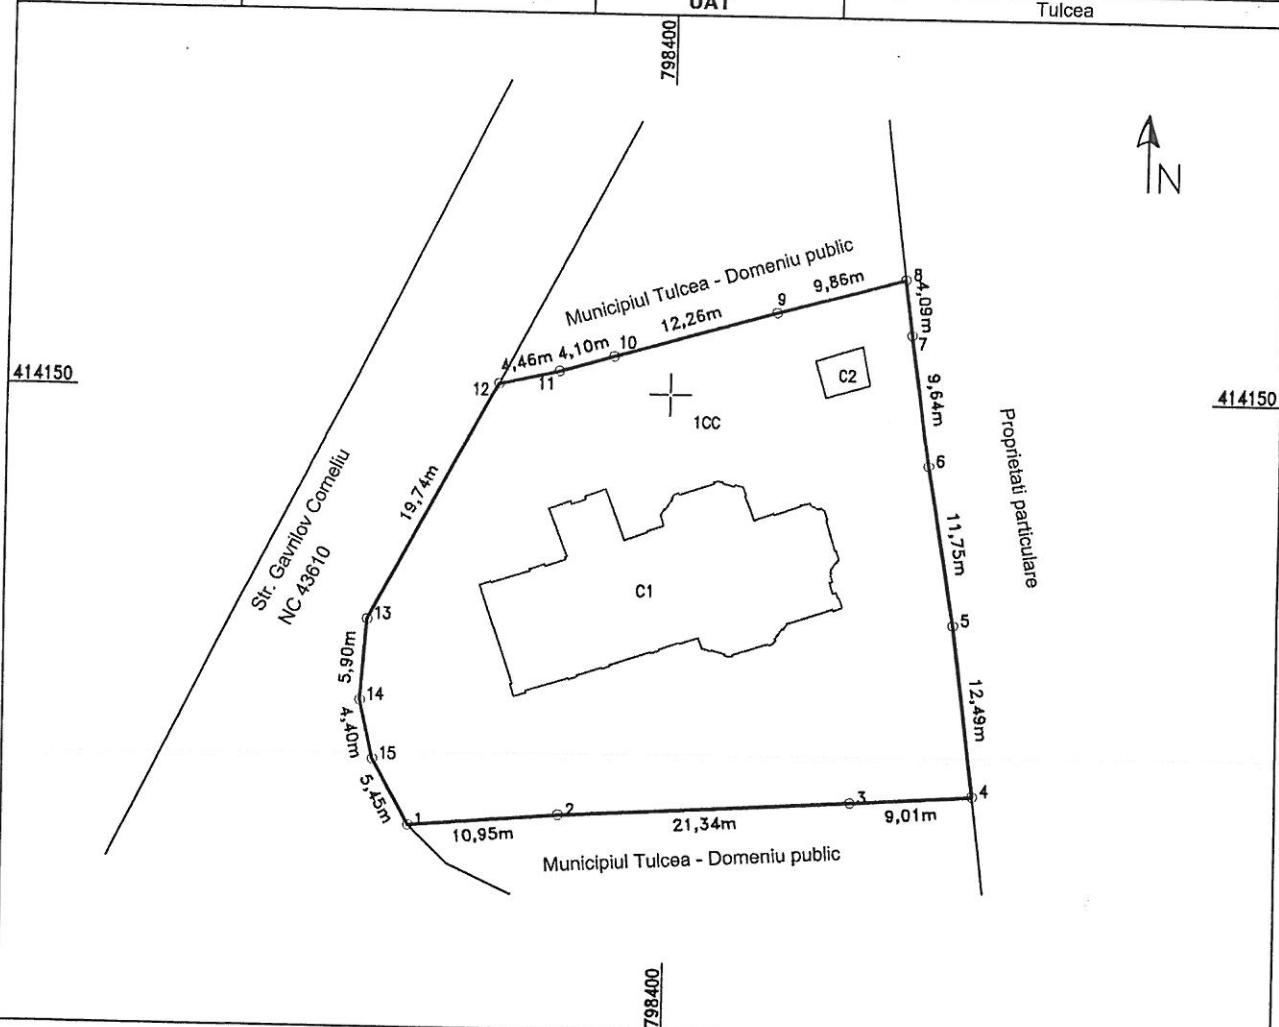 UAT
Tulcea
798400
N
Municipiul Tulcea - Domeniu public
8
9,86m
4,09m
9
12,26m
7
4,46m
4,10m
10
11
12
414150
C2
414150
9,64m
1CC
6
Proprietati particulare
19,74m
Str. Gavrilov Corneliu
NC 43610
11,75m
C1
13
5
5,90m
14
12,49m
4,40m
15
5,45m
1
2
3
4
10,95m
21,34m
9,01m
Municipiul Tulcea - Domeniu public
798400